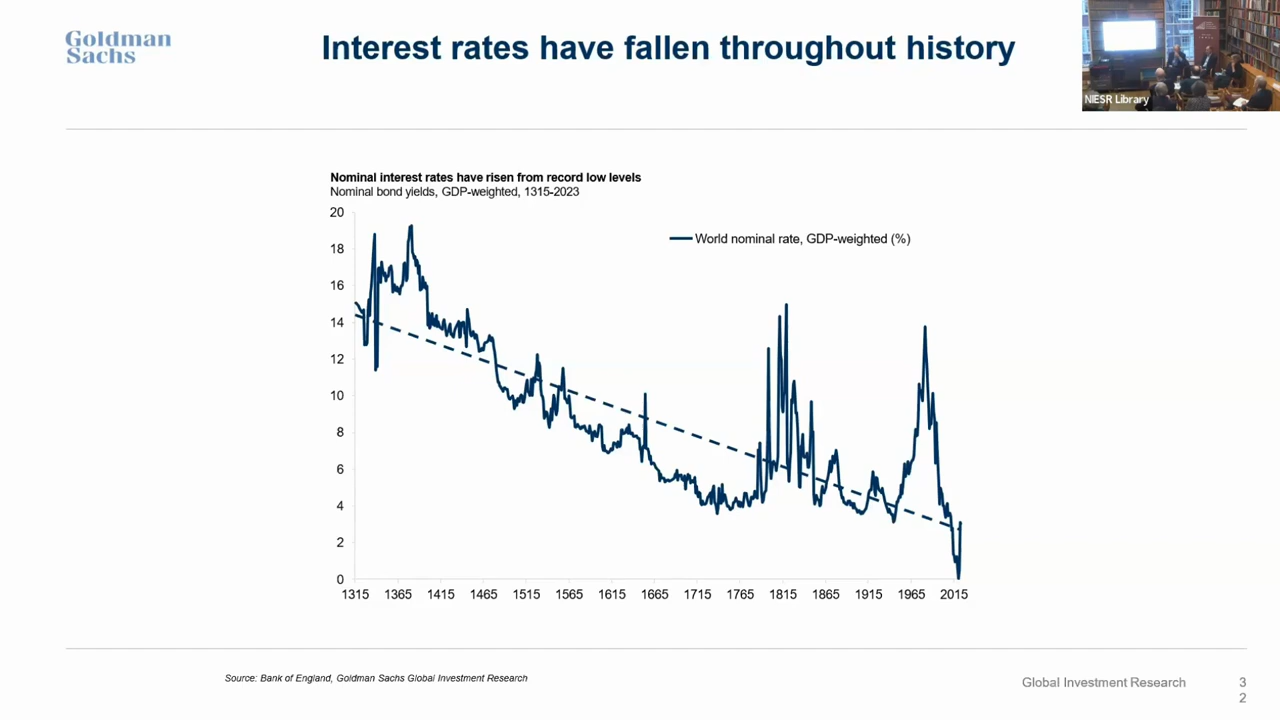 Goldman
Sachs
Interest rates have fallen throughout history
NIESR Library
Nominal interest rates have risen from record low levels
Nominal bond yields, GDP-weighted, 1315-2023
World nominal rate, GDP-weighted (%)
20
18
16
14
12
10
8
6
4
2
0
1315 1365 1415 1465 1515 1565 1615 1665 1715 1765 1815 1865 1915 1965 2015
Source: Bank of England, Goldman Sachs Global Investment Research
Global Investment Research
3
2